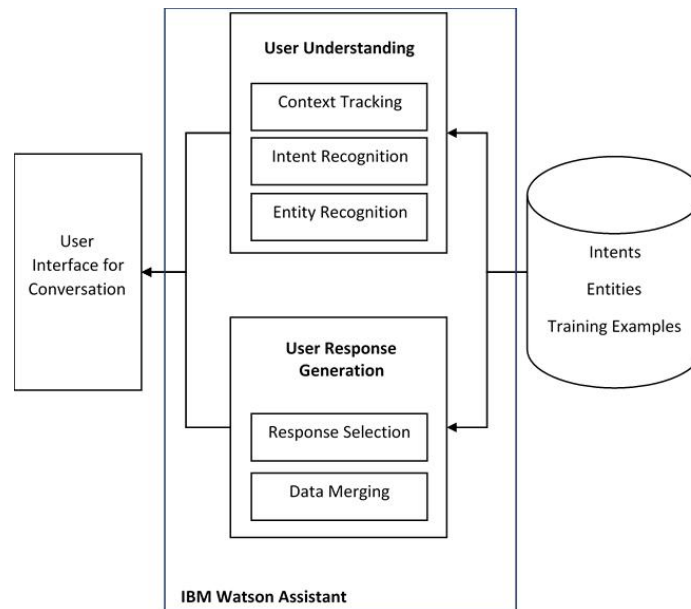 User Understanding
Context Tracking
Intent Recognition
Entity Recognition
User
Interface for
Conversation
Intents
Entities
Training Examples
User Response
Generation
Response Selection
Data Merging
IBM Watson Assistant